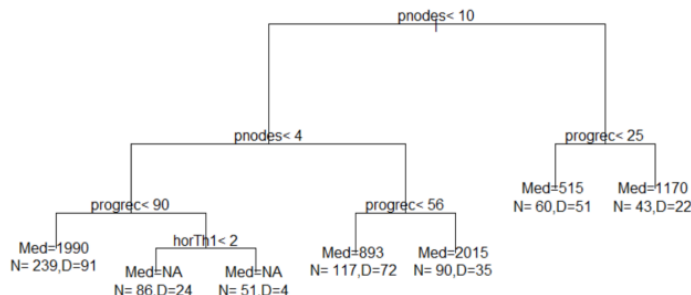 pnodes< 10
pnodes< 4
progrec< 25
progrec< 90
progrec< 56
Med=515
N= 60,D=51
Med=1170
N= 43,D=22
Med=1990
N= 239,D=91
horTh1< 2
Med=NA
N= 86,D=24
Med=NA
N= 51,D=4
Med=893
N= 117,D=72
Med=2015
N= 90,D=35